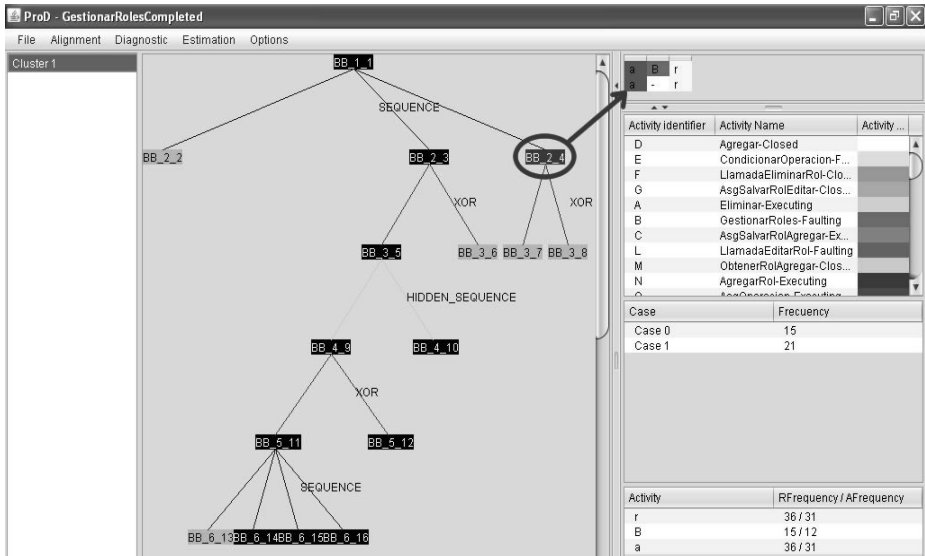 ProD - GestionarRolesCompleted
File Alignment Diagnostic Estimation Options
Cluster1
BB_1_1
SEQUENCE
BB_2_2
BB_2_3
BB_2_4
XOR
XOR
BB_3_5
BB_3_6
BB_3_7
BB_3_8
HIDDEN_SEQUENCE
BB_4_9
BB_4_10
XOR
BB_5_11
BB_5_12
SEQUENCE
BB_6_13
BB_6_14
BB_6_15
BB_6_16
a B r
a - r
Activity identifier Activity Name Activity ...
D Agregar-Closed
E CondicionarOperacion-F...
F LlamadaEliminarRol-Clo...
G AsgSalvarRolEditar-Clos...
A Eliminar-Executing
B GestionarRoles-Faulting
C AsgSalvarRolAgregar-Ex...
L LlamadaEditarRol-Faulting
M ObtenerRolAgregar-Clos...
N AgregarRol-Executing
Case Frecuency
Case 0 15
Case 1 21
Activity RFrequency / AFrequency
r 36 / 31
B 15 / 12
a 36 / 31